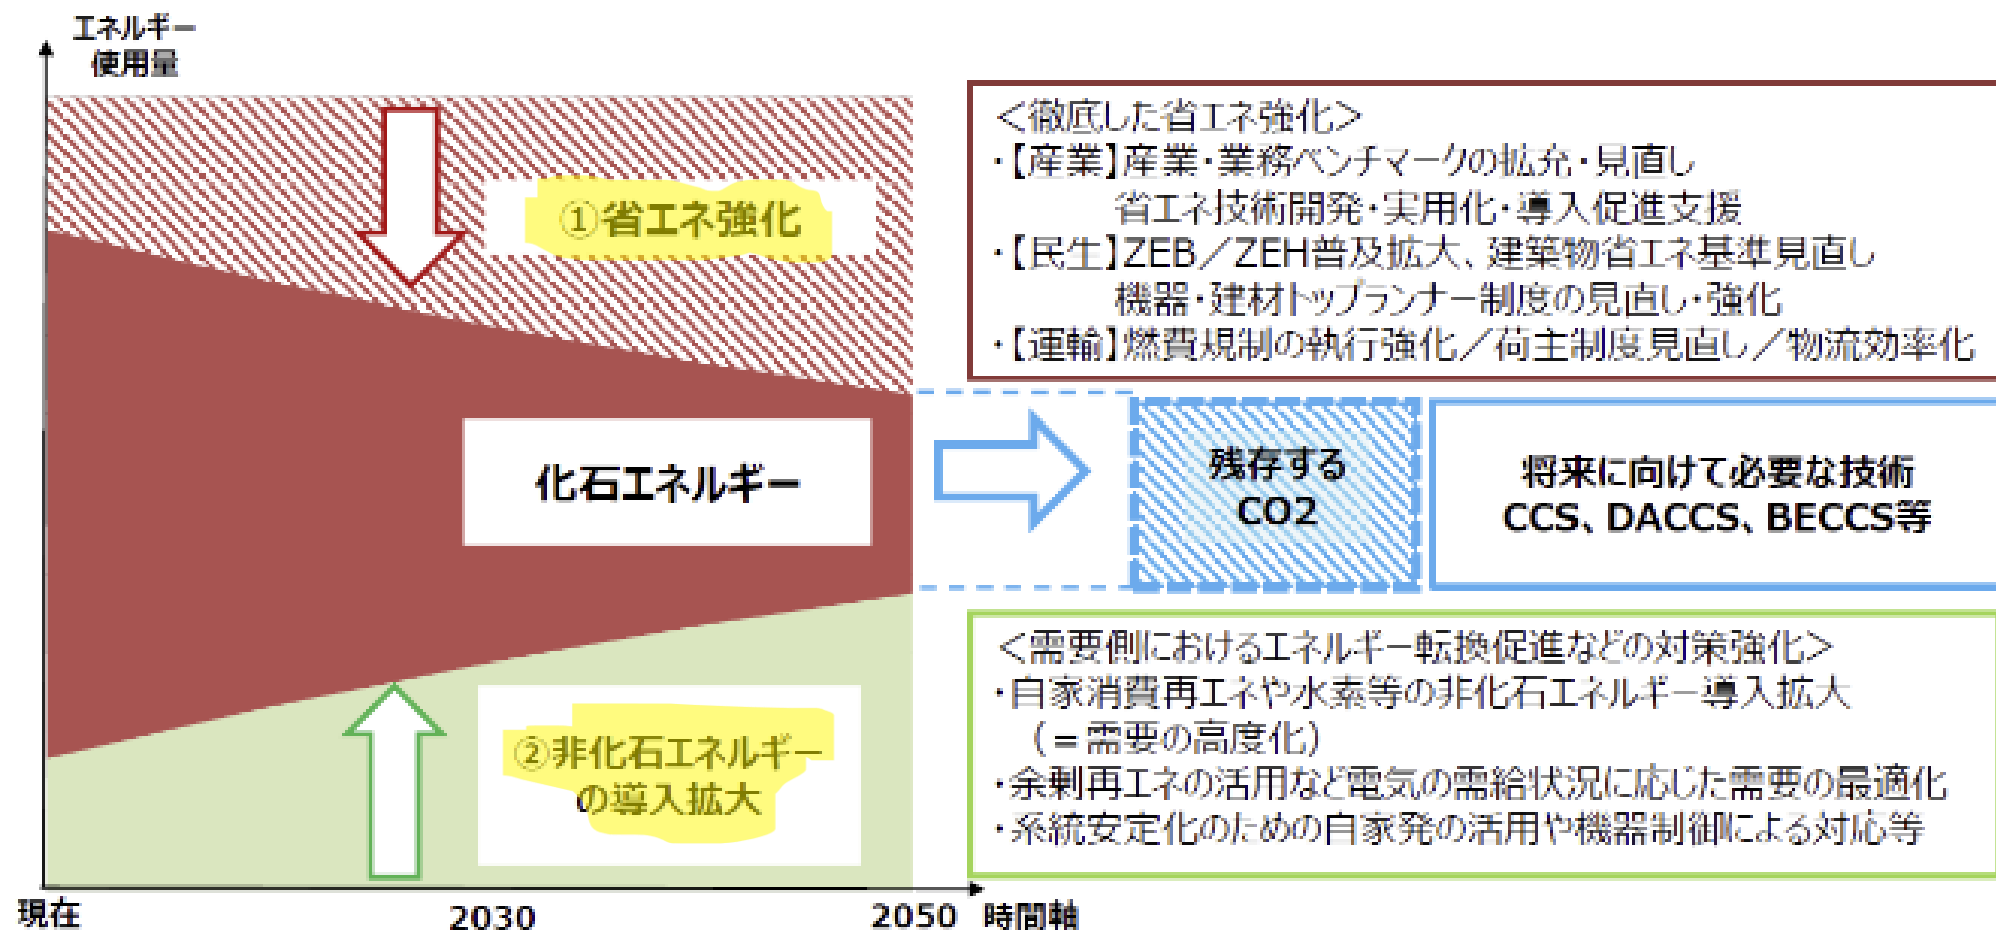 エネルギー
使用量
①省エネ強化
化石エネルギー
②非化石エネルギー
の導入拡大
現在
2030
2050
時間軸
＜徹底した省エネ強化＞
・【産業】産業・業務ベンチマークの拡充・見直し
省エネ技術開発・実用化・導入促進支援
・【民生】ZEB／ZEH普及拡大、建築物省エネ基準見直し
機器・建材トップランナー制度の見直し・強化
・【運輸】燃費規制の執行強化／荷主制度見直し／物流効率化
残存する
CO2
将来に向けて必要な技術
CCS、DACCS、BECCS等
＜需要側におけるエネルギー転換促進などの対策強化＞
・自家消費再エネや水素等の非化石エネルギー導入拡大
（＝需要の高度化）
・余剰再エネの活用など電気の需給状況に応じた需要の最適化
・系統安定化のための自家発の活用や機器制御による対応等